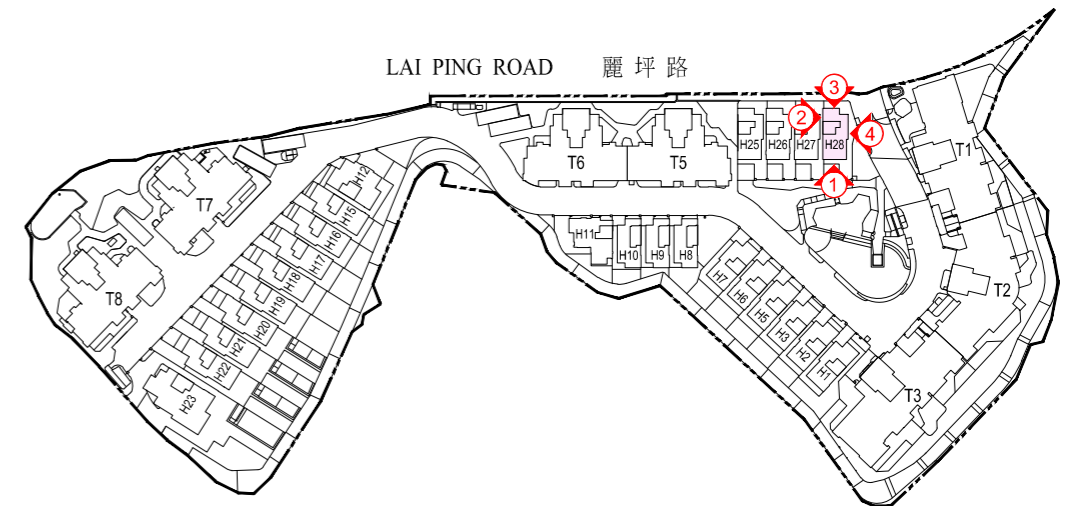 LAI PING ROAD 麗坪路
3
2
4
H25
H26
H27
H28
1
T6
T5
T1
T7
H12
H15
H16
H17
H18
H19
H20
H21
H22
H23
T8
H11
H10
H9
H8
H7
H6
H5
H3
H2
H1
T2
T3